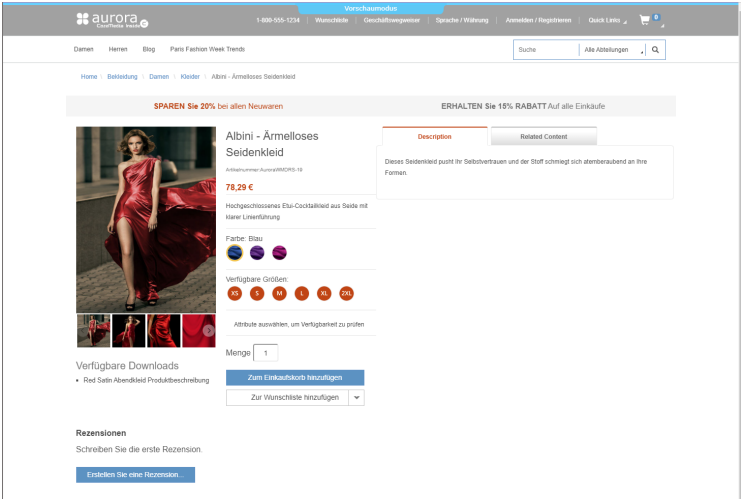 Vorschaumodus
aurora
1-800-555-1234 Wunschliste Geschäftswegweiser Sprache / Währung Anmelden / Registrieren Quick Links 0
Damen Herren Blog Paris Fashion Week Trends Suche Alle Abteilungen
Home \ Bekleidung \ Damen \ Kleider \ Albini - Ärmelloses Seidenkleid
SPAREN Sie 20% bei allen Neuwaren ERHALTEN Sie 15% RABATT Auf alle Einkäufe
Albini - Ärmelloses
Seidenkleid
Artikelnummer: AuroraWMDRS-19
78,29 €
Hochgeschlossenes Etui-Cocktailkleid aus Seide mit
klarer Linienführung
Farbe: Blau
Verfügbare Größen:
XS S M L XL 2XL
Attribute auswählen, um Verfügbarkeit zu prüfen
Menge 1
Zum Einkaufskorb hinzufügen
Zur Wunschliste hinzufügen
Description Related Content
Dieses Seidenkleid pusht Ihr Selbstvertrauen und der Stoff schmiegt sich atemberaubend an Ihre
Formen.
Verfügbare Downloads
Red Satin Abendkleid Produktbeschreibung
Rezensionen
Schreiben Sie die erste Rezension.
Erstellen Sie eine Rezension...